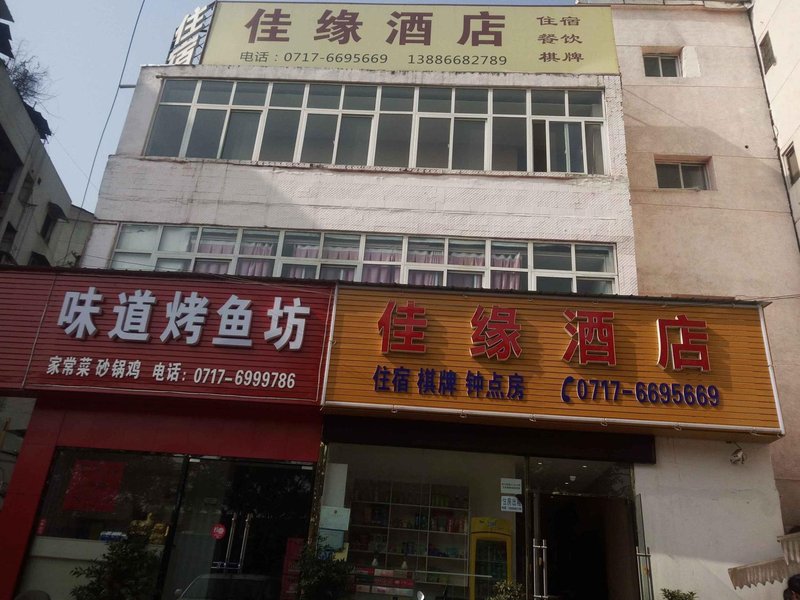 佳缘酒店
住宿
餐饮
棋牌
电话：0717-6695669 13886682789
住宿
味道烤鱼坊
家常菜 砂锅鸡 电话：0717-6999786
佳缘酒店
住宿 棋牌 钟点房 0717-6695669